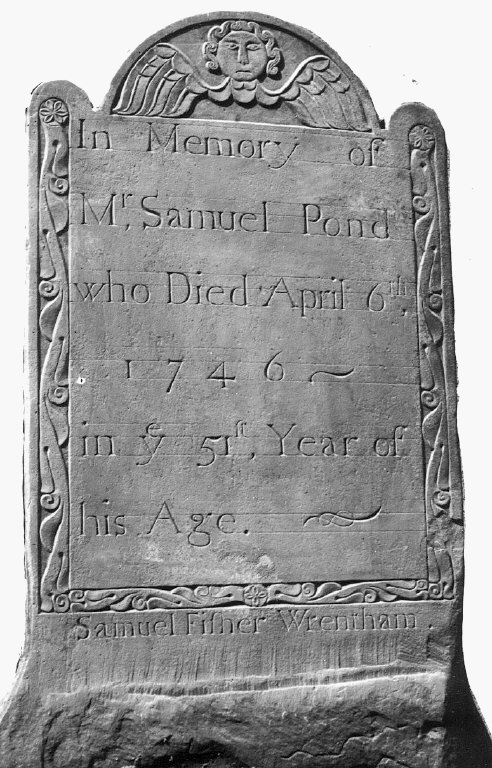 In Memory of
Mr. Samuel Pond
who Died April 6th,
1746
in ye 51st, Year of
his Age.
Samuel Fiſher Wrentham.